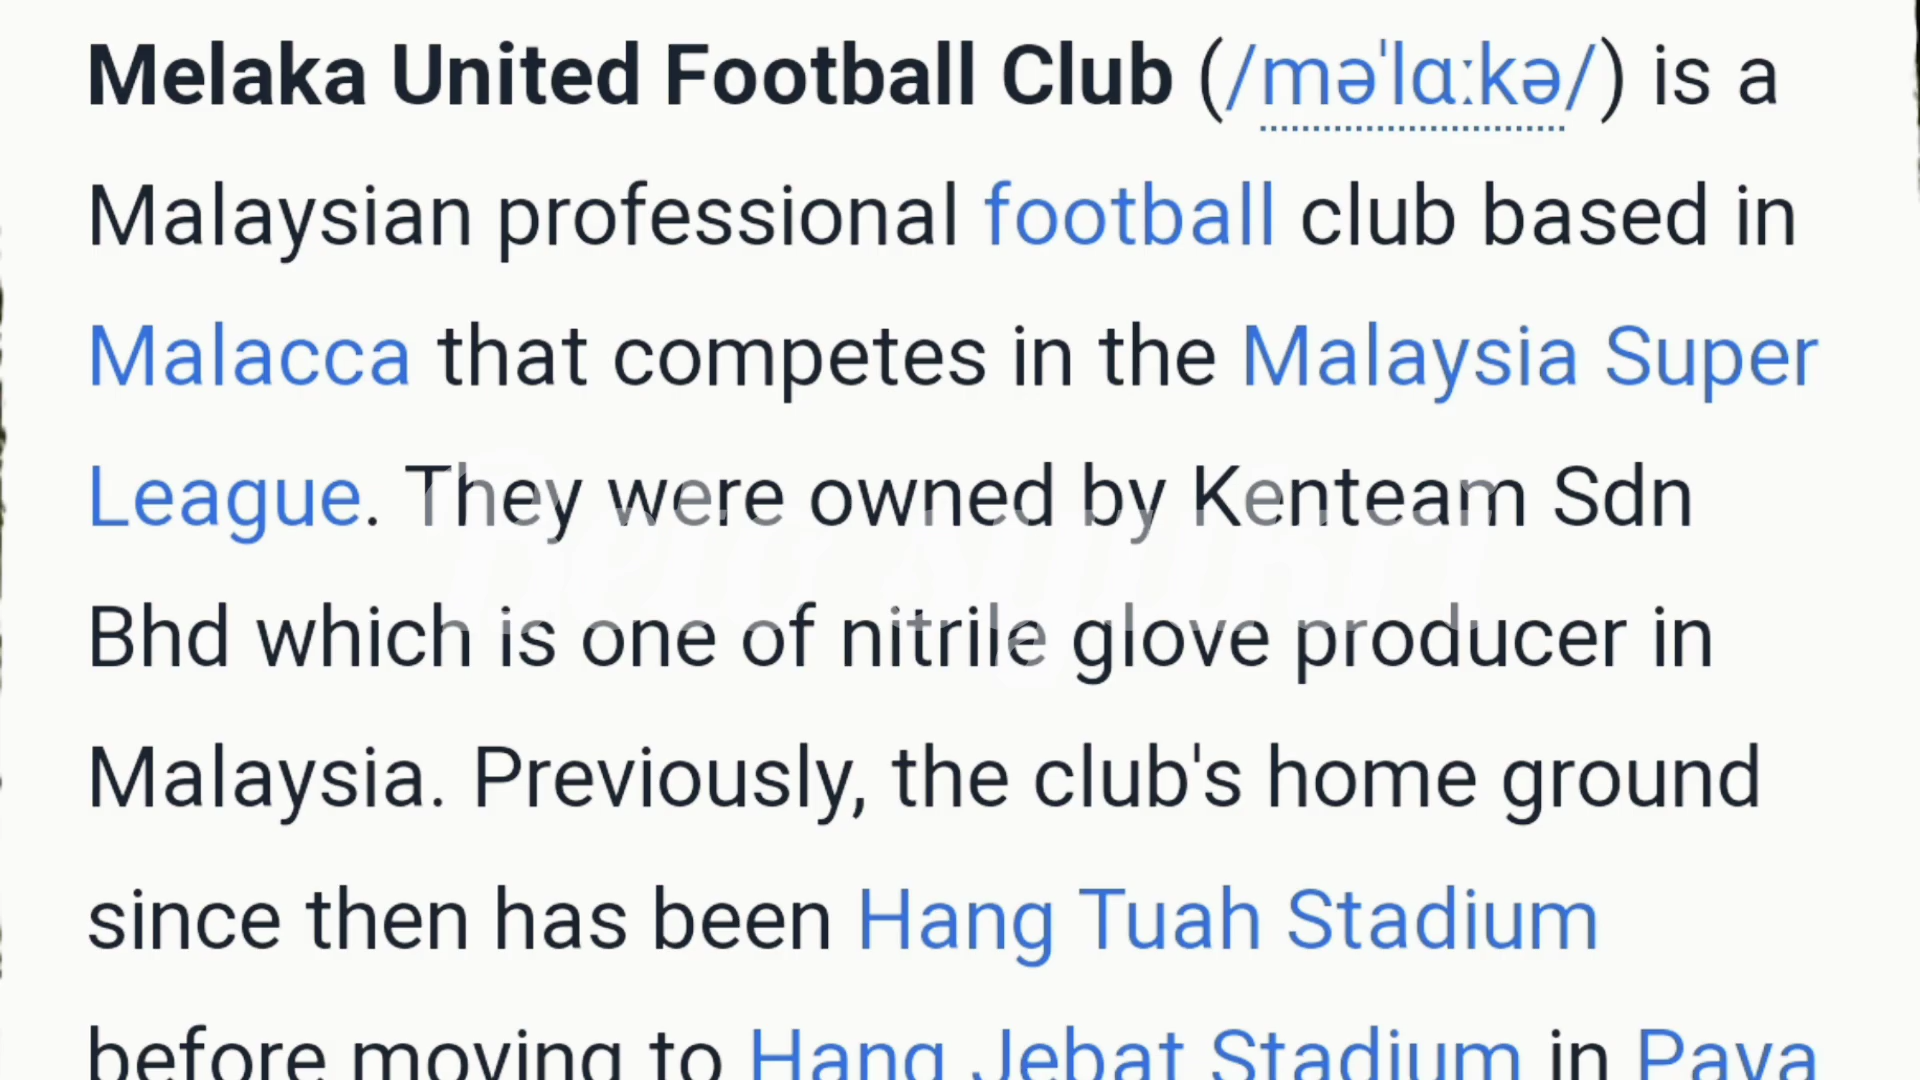 Melaka United Football Club (/məˈlɑːkə/) is a
Malaysian professional football club based in
Malacca that competes in the Malaysia Super
League. They were owned by Kenteam Sdn
Bhd which is one of nitrile glove producer in
Malaysia. Previously, the club's home ground
since then has been Hang Tuah Stadium
before moving to Hang Jebat Stadium in Paya